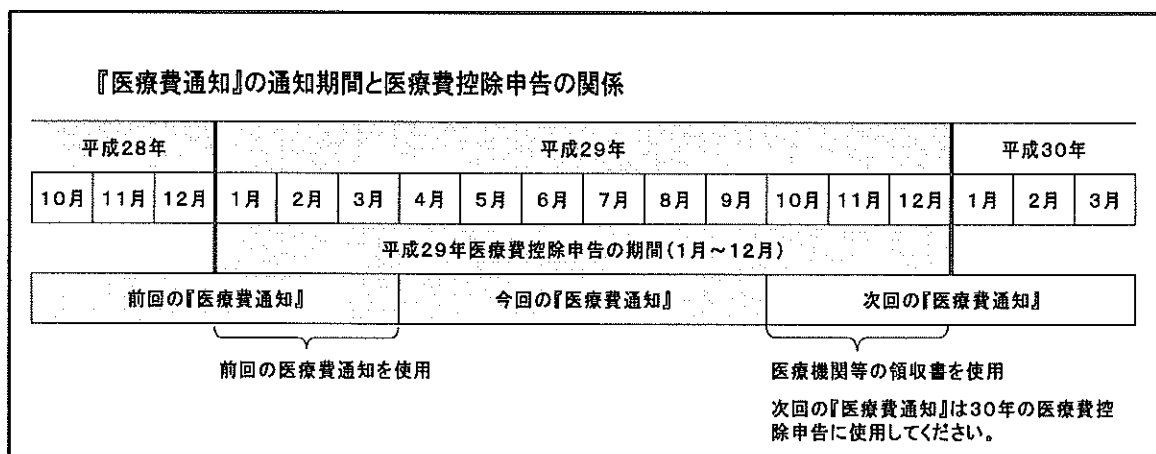 『医療費通知』の通知期間と医療費控除申告の関係
平成28年 平成29年 平成30年
10月 11月 12月 1月 2月 3月 4月 5月 6月 7月 8月 9月 10月 11月 12月 1月 2月 3月
平成29年医療費控除申告の期間(1月～12月)
前回の『医療費通知』 今回の『医療費通知』 次回の『医療費通知』
前回の医療費通知を使用 医療機関等の領収書を使用
次回の『医療費通知』は30年の医療費控
除申告に使用してください。